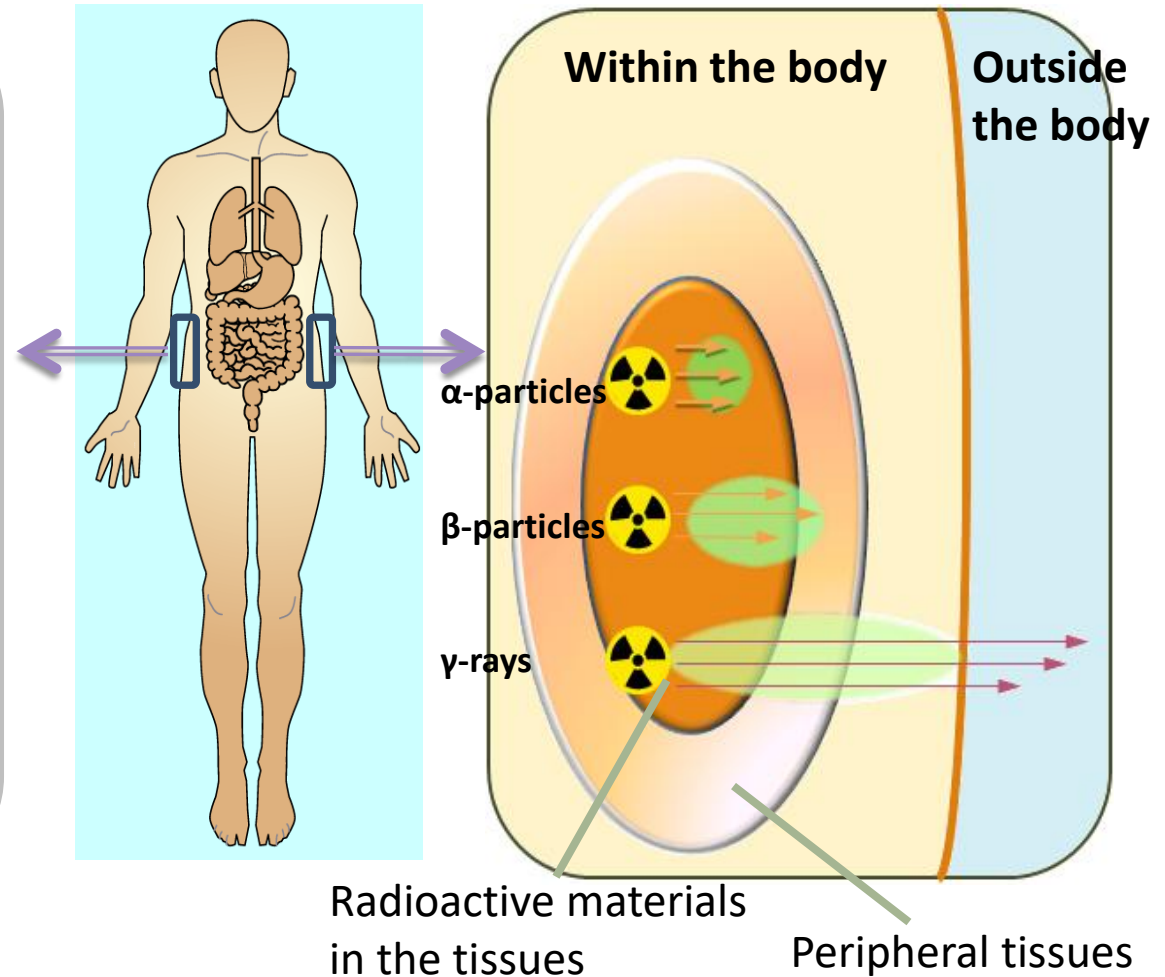 Within the body
Outside
the body
α-particles
β-particles
γ-rays
Radioactive materials
in the tissues
Peripheral tissues